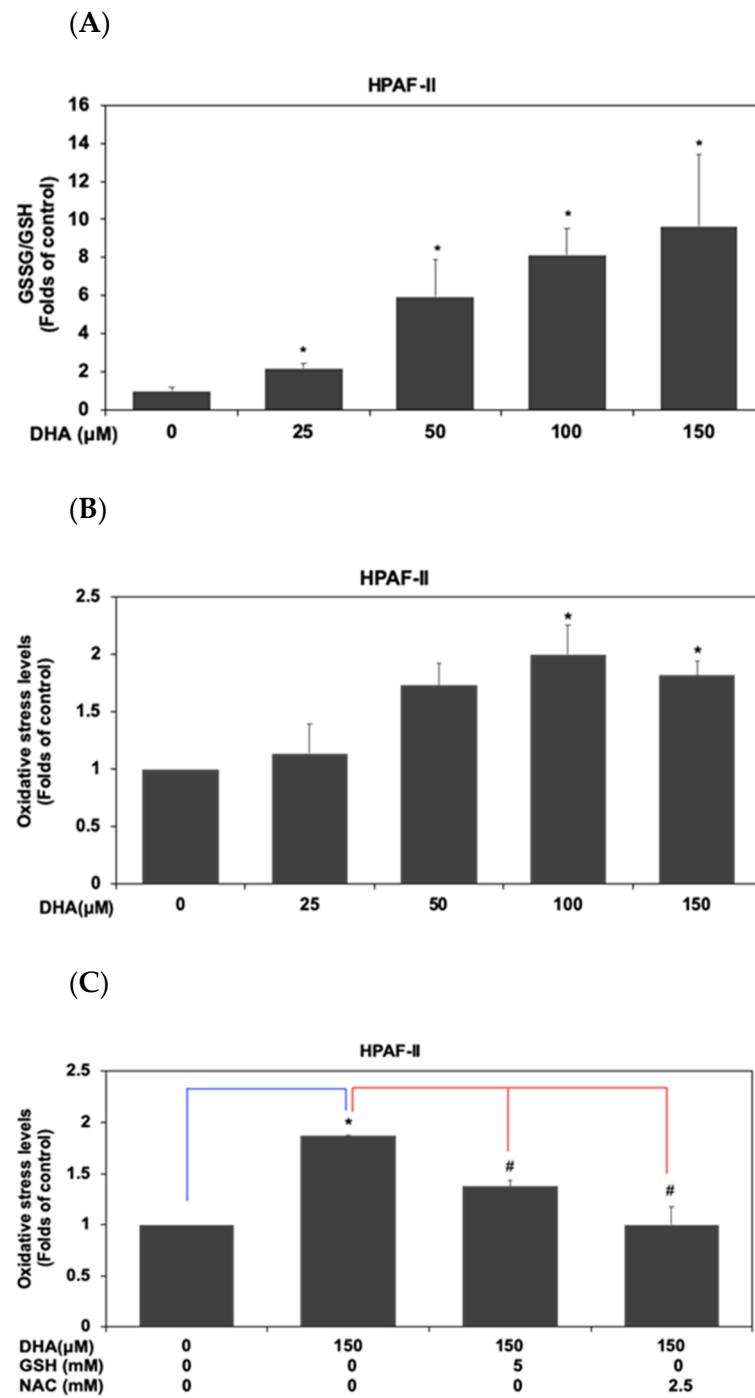 (A)
HPAF-II
GSSG/GSH
(Folds of control)
16
14
12
10
8
6
4
2
0
*
*
*
*
DHA (μM) 0 25 50 100 150
(B)
HPAF-II
Oxidative stress levels
(Folds of control)
2.5
2
1.5
1
0.5
0
*
*
DHA(μM) 0 25 50 100 150
(C)
HPAF-II
Oxidative stress levels
(Folds of control)
2.5
2
1.5
1
0.5
0
*
#
#
DHA(μM) 0 150 150 150
GSH (mM) 0 0 5 0
NAC (mM) 0 0 0 2.5